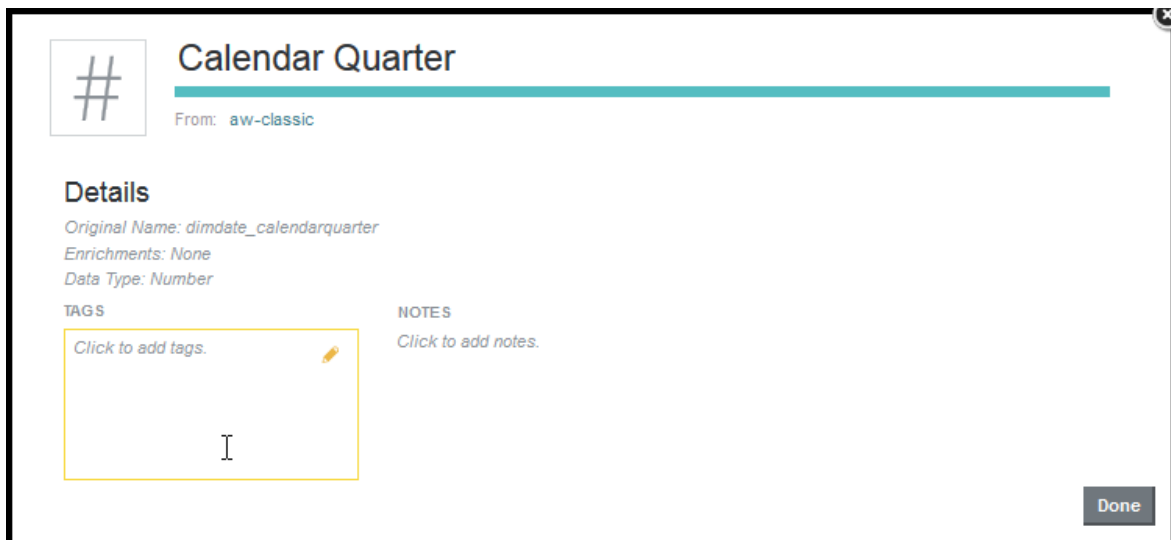 #
Calendar Quarter
From: aw-classic
Details
Original Name: dimdate_calendarquarter
Enrichments: None
Data Type: Number
TAGS
Click to add tags.
NOTES
Click to add notes.
Done